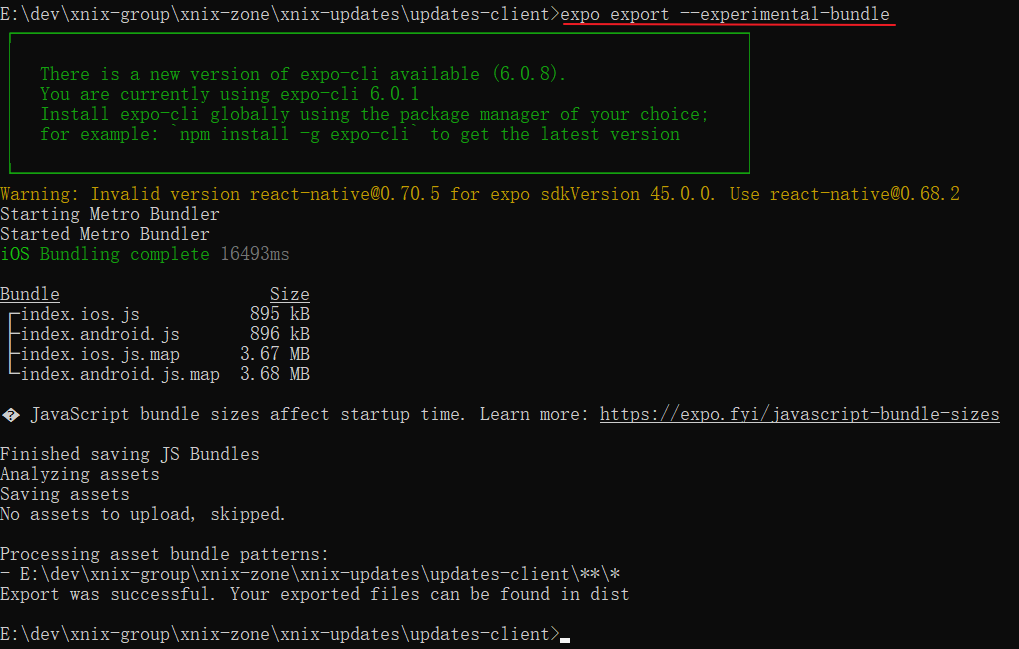 E:\dev\xnix-group\xnix-zone\xnix-updates\updates-client>expo export --experimental-bundle
There is a new version of expo-cli available (6.0.8).
You are currently using expo-cli 6.0.1
Install expo-cli globally using the package manager of your choice;
for example: `npm install -g expo-cli` to get the latest version
Warning: Invalid version react-native@0.70.5 for expo sdkVersion 45.0.0. Use react-native@0.68.2
Starting Metro Bundler
Started Metro Bundler
iOS Bundling complete 16493ms
Bundle Size
┌─index.ios.js 895 kB
├─index.android.js 896 kB
├─index.ios.js.map 3.67 MB
└─index.android.js.map 3.68 MB
� JavaScript bundle sizes affect startup time. Learn more: https://expo.fyi/javascript-bundle-sizes
Finished saving JS Bundles
Analyzing assets
Saving assets
No assets to upload, skipped.
Processing asset bundle patterns:
- E:\dev\xnix-group\xnix-zone\xnix-updates\updates-client\**\*
Export was successful. Your exported files can be found in dist
E:\dev\xnix-group\xnix-zone\xnix-updates\updates-client>